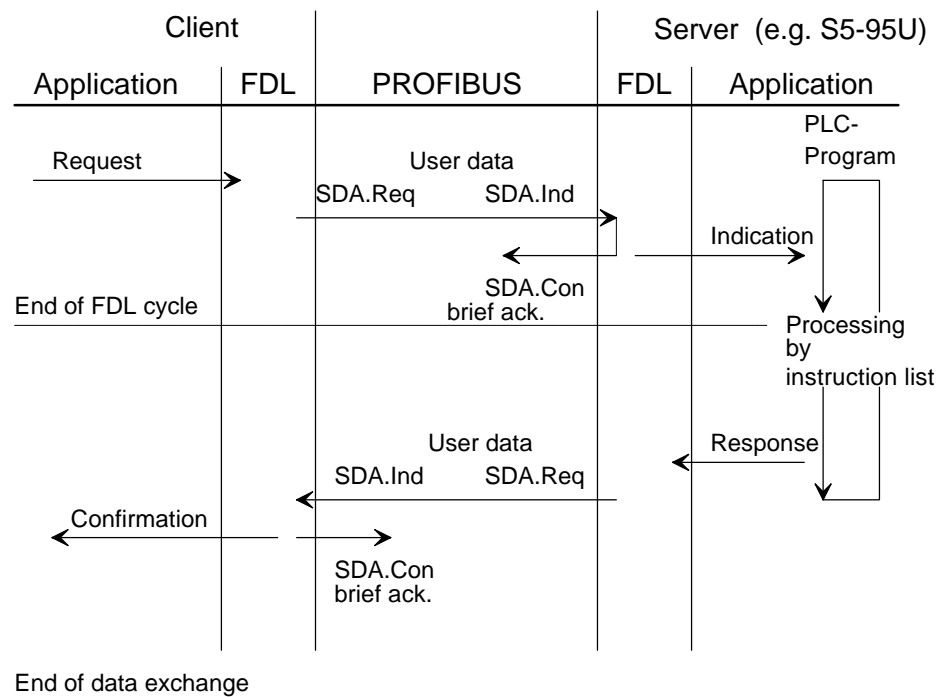 Client
Server (e.g. S5-95U)
Application
FDL
PROFIBUS
FDL
Application
PLC-
Program
Request
User data
SDA.Req
SDA.Ind
Indication
SDA.Con
brief ack.
End of FDL cycle
Processing
by
instruction list
User data
Response
SDA.Ind
SDA.Req
Confirmation
SDA.Con
brief ack.
End of data exchange